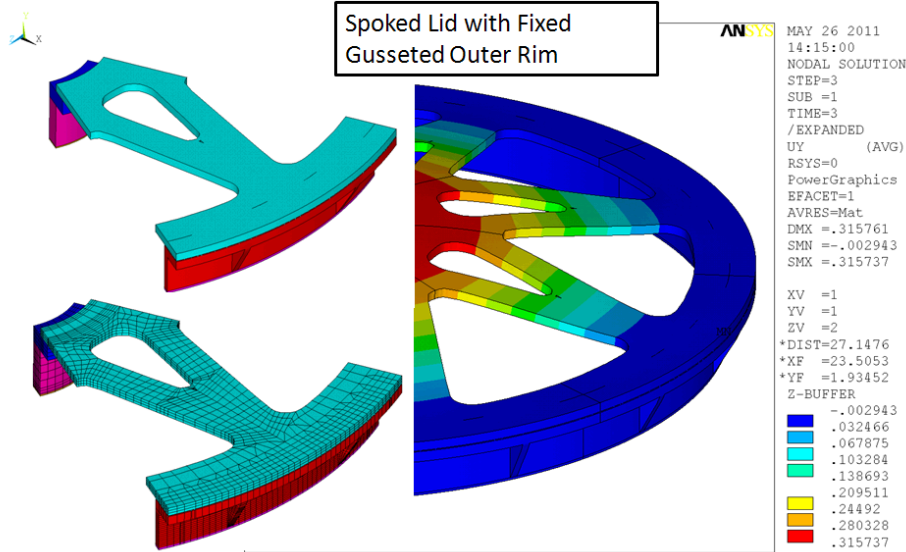 Spoked Lid with Fixed
Gusseted Outer Rim
ANSYS
MAY 26 2011
14:15:00
NODAL SOLUTION
STEP=3
SUB =1
TIME=3
/EXPANDED
UY (AVG)
RSYS=0
PowerGraphics
EFACET=1
AVRES=Mat
DMX =.315761
SMN =-.002943
SMX =.315737
XV =1
YV =1
ZV =2
*DIST=27.1476
*XF =23.5053
*YF =1.93452
Z-BUFFER
-.002943
.032466
.067875
.103284
.138693
.209511
.24492
.280328
.315737
Y
Z X